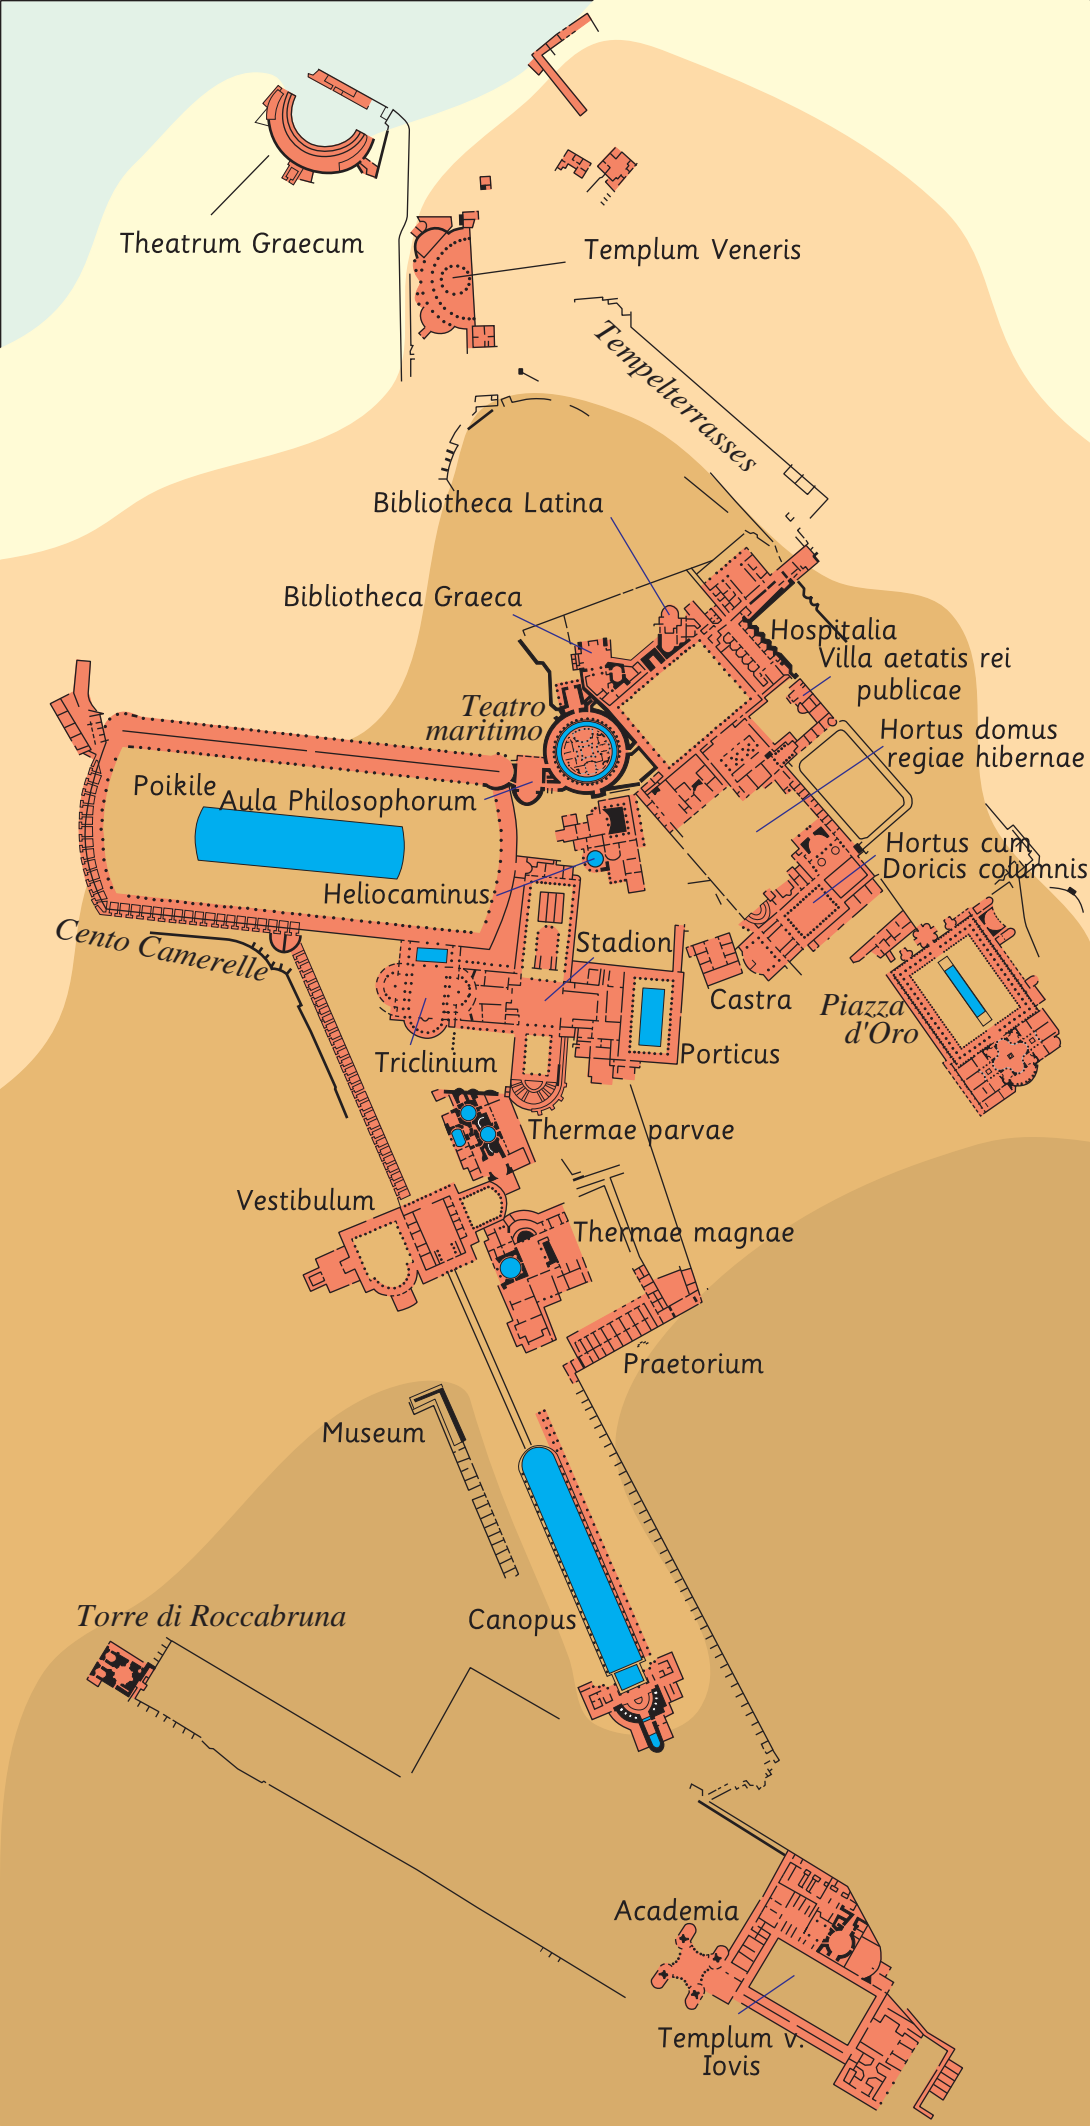 Theatrum Graecum
Templum Veneris
Tempelterrasses
Bibliotheca Latina
Bibliotheca Graeca
Hospitalia
Villa aetatis rei
publicae
Teatro
maritimo
Hortus domus
regiae hibernae
Poikile
Aula Philosophorum
Hortus cum
Doricis columnis
Heliocaminus
Cento Camerelle
Stadion
Castra
Piazza
d'Oro
Triclinium
Porticus
Thermae parvae
Vestibulum
Thermae magnae
Praetorium
Museum
Torre di Roccabruna
Canopus
Academia
Templum v.
Iovis